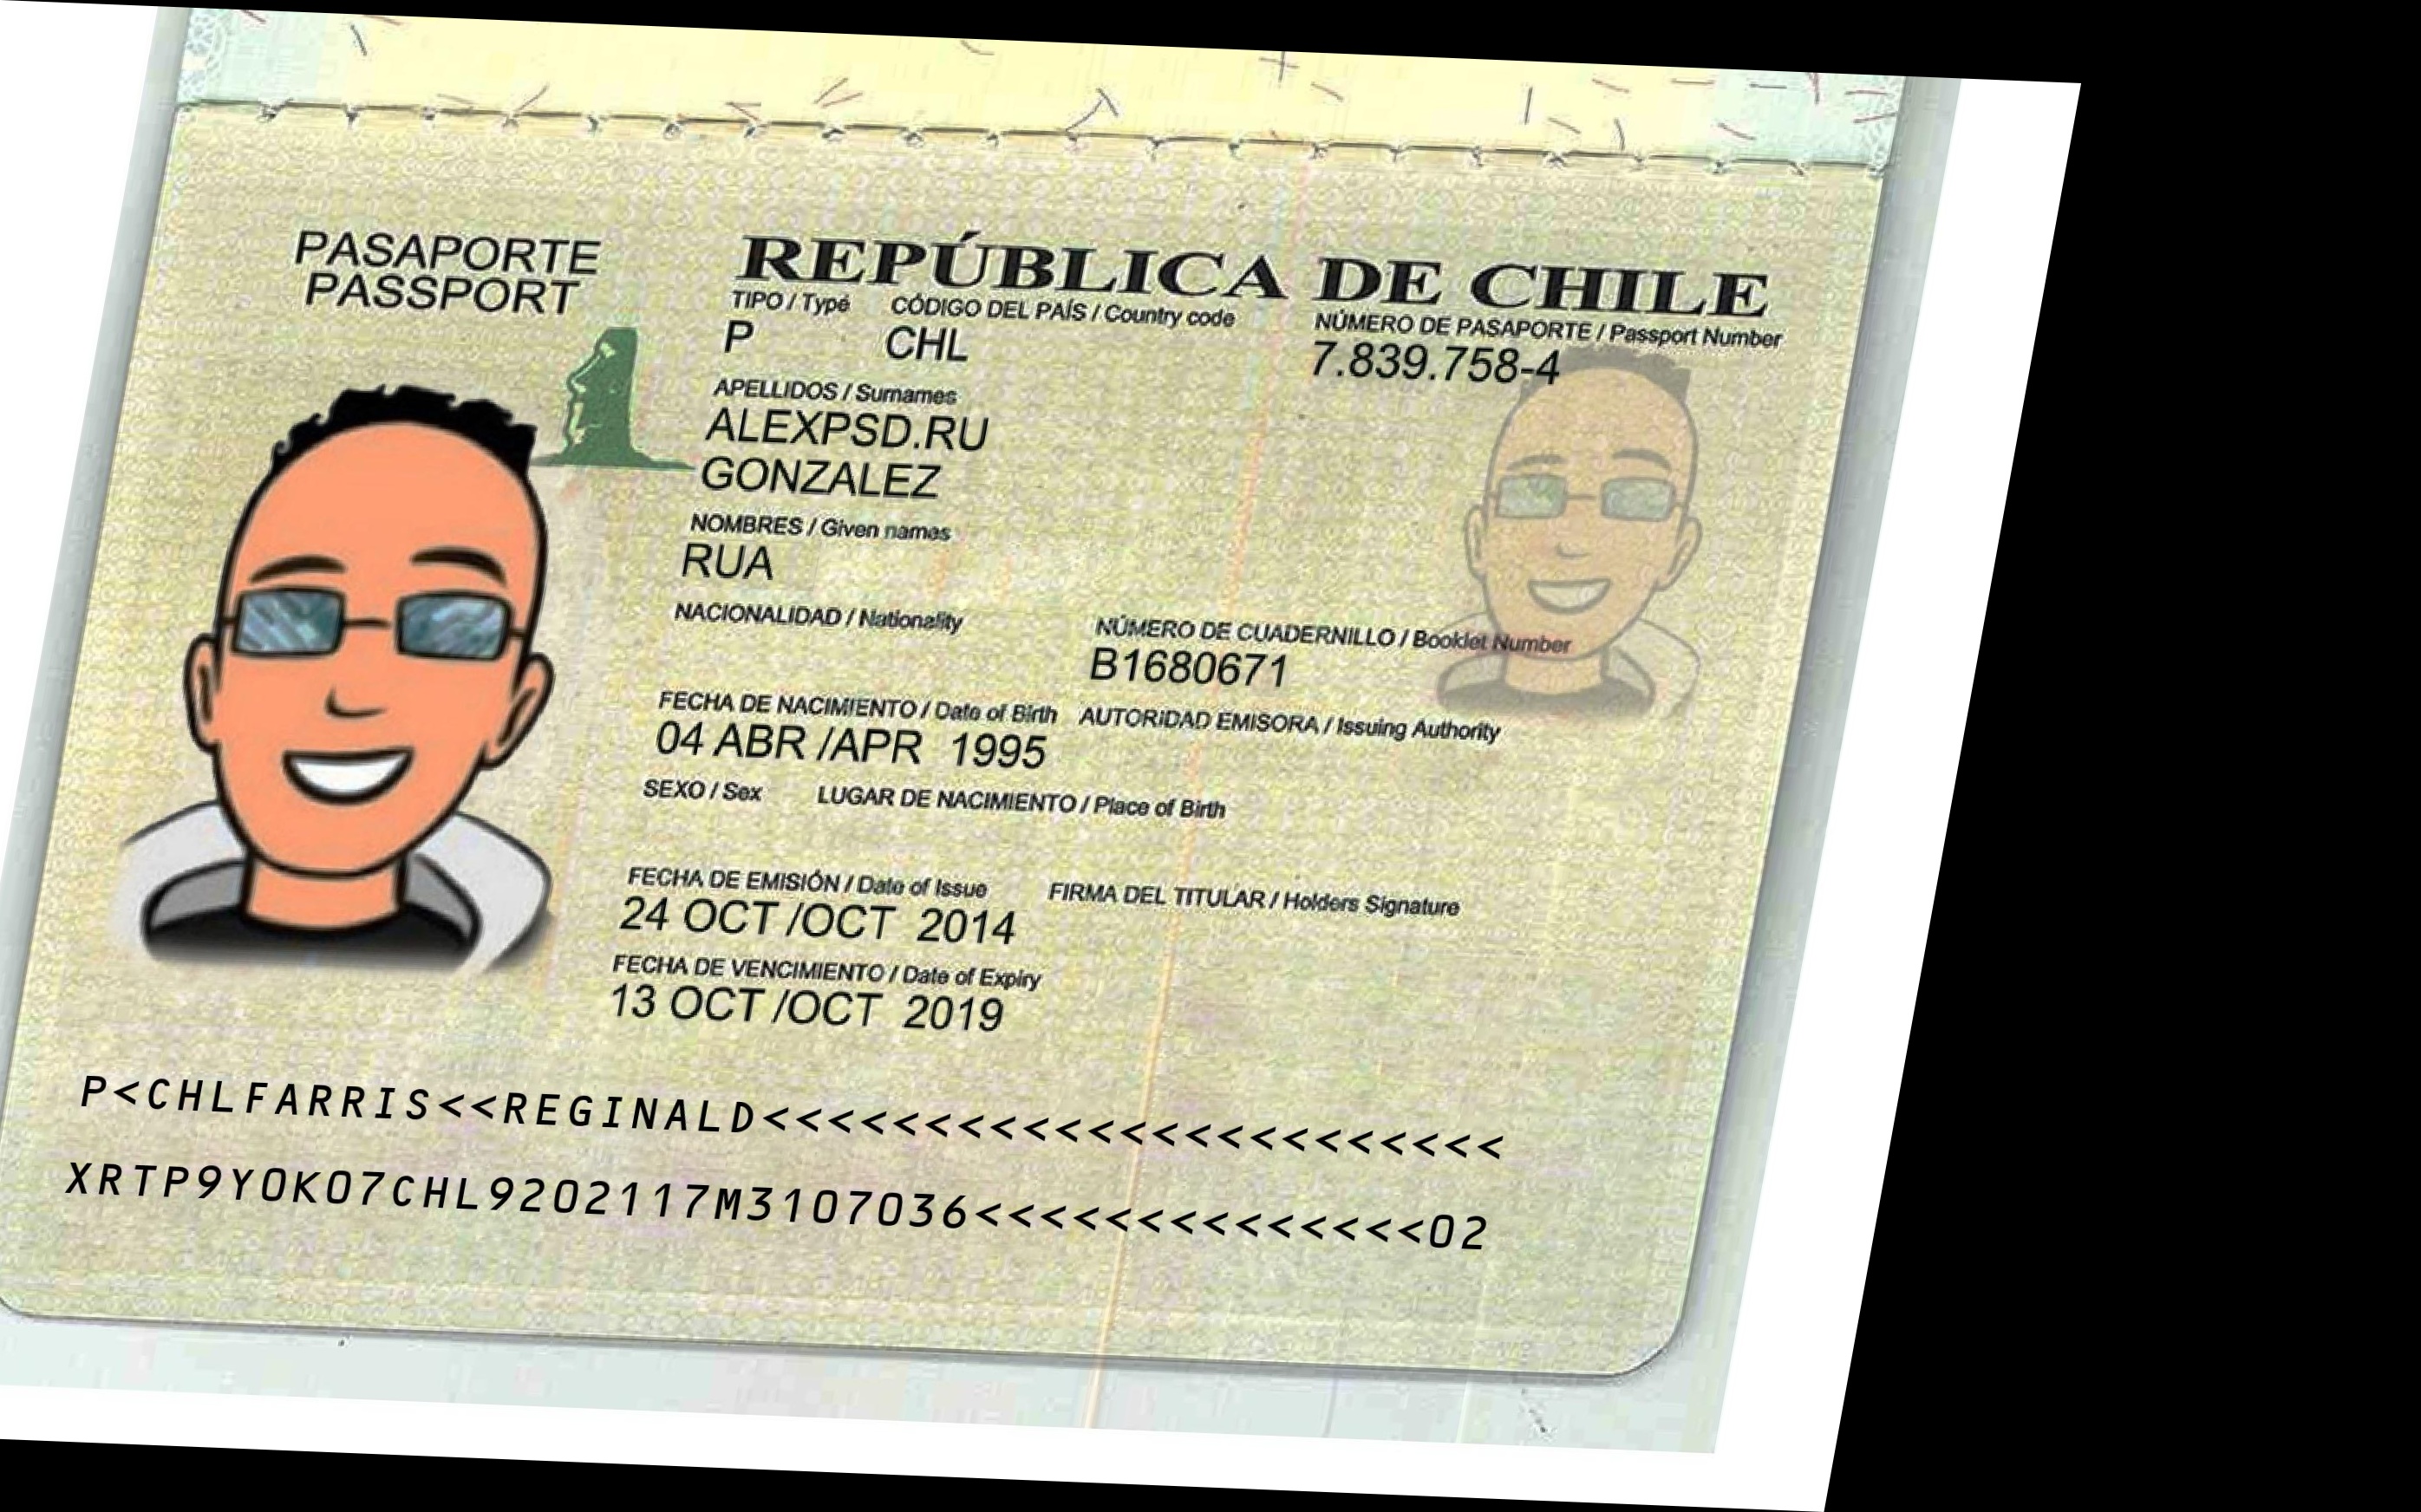 PASAPORTE
PASSPORT
REPÚBLICA DE CHILE
TIPO / Typé CÓDIGO DEL PAÍS / Country code NÚMERO DE PASAPORTE / Passport Number
P CHL 7.839.758-4
APELLIDOS / Surnames
ALEXPSD.RU
GONZALEZ
NOMBRES / Given names
RUA
NACIONALIDAD / Nationality NÚMERO DE CUADERNILLO / Booklet Number
B1680671
FECHA DE NACIMIENTO / Date of Birth AUTORIDAD EMISORA / Issuing Authority
04 ABR /APR 1995
SEXO / Sex LUGAR DE NACIMIENTO / Place of Birth
FECHA DE EMISIÓN / Date of Issue FIRMA DEL TITULAR / Holders Signature
24 OCT /OCT 2014
FECHA DE VENCIMIENTO / Date of Expiry
13 OCT /OCT 2019
P<CHLFARRIS<<REGINALD<<<<<<<<<<<<<<<<<<<<<<<
XRTP9Y0K07CHL9202117M3107036<<<<<<<<<<<<<<02